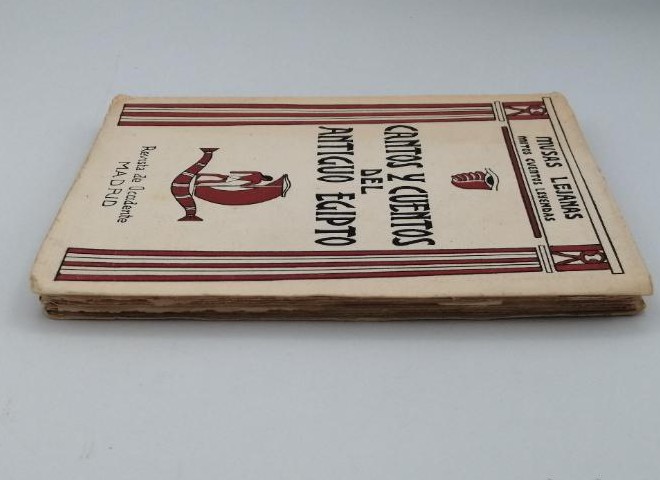 MUSAS LEJANAS
MITOS CUENTOS LEYENDAS
CANTOS Y CUENTOS
DEL
ANTIGUO EGIPTO
Revista de Occidente
MADRID